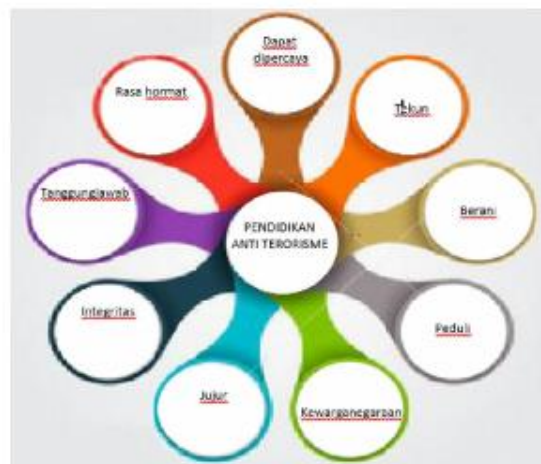 Dapat
dipercaya
Tekun
Berani
Peduli
Kewarganegaraan
Jujur
Integritas
Tanggungjawab
Rasa hormat
PENDIDIKAN
ANTI TERORISME